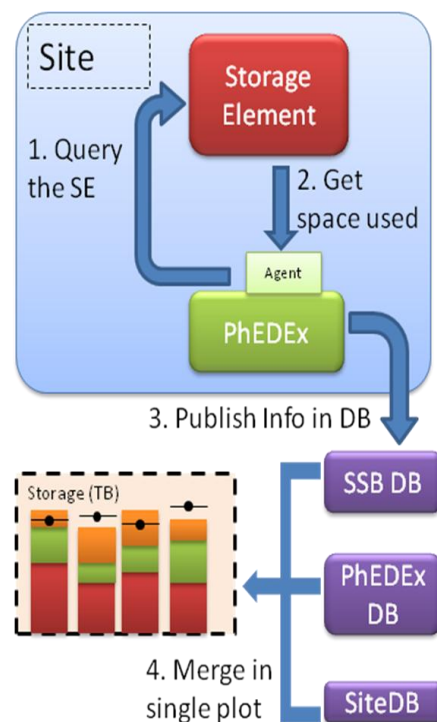 Site
Storage
Element
1. Query
the SE
2. Get
space used
Agent
PhEDEx
3. Publish Info in DB
Storage (TB)
SSB DB
PhEDEx
DB
4. Merge in
single plot
SiteDB